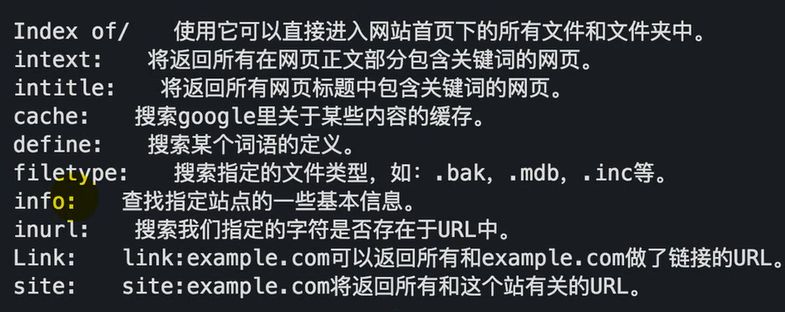 Index of/ 使用它可以直接进入网站首页下的所有文件和文件夹中。
intext: 将返回所有在网页正文部分包含关键词的网页。
intitle: 将返回所有网页标题中包含关键词的网页。
cache: 搜索google里关于某些内容的缓存。
define: 搜索某个词语的定义。
filetype: 搜索指定的文件类型，如：.bak，.mdb，.inc等。
info: 查找指定站点的一些基本信息。
inurl: 搜索我们指定的字符是否存在于URL中。
Link: link:example.com可以返回所有和example.com做了链接的URL。
site: site:example.com将返回所有和这个站有关的URL。